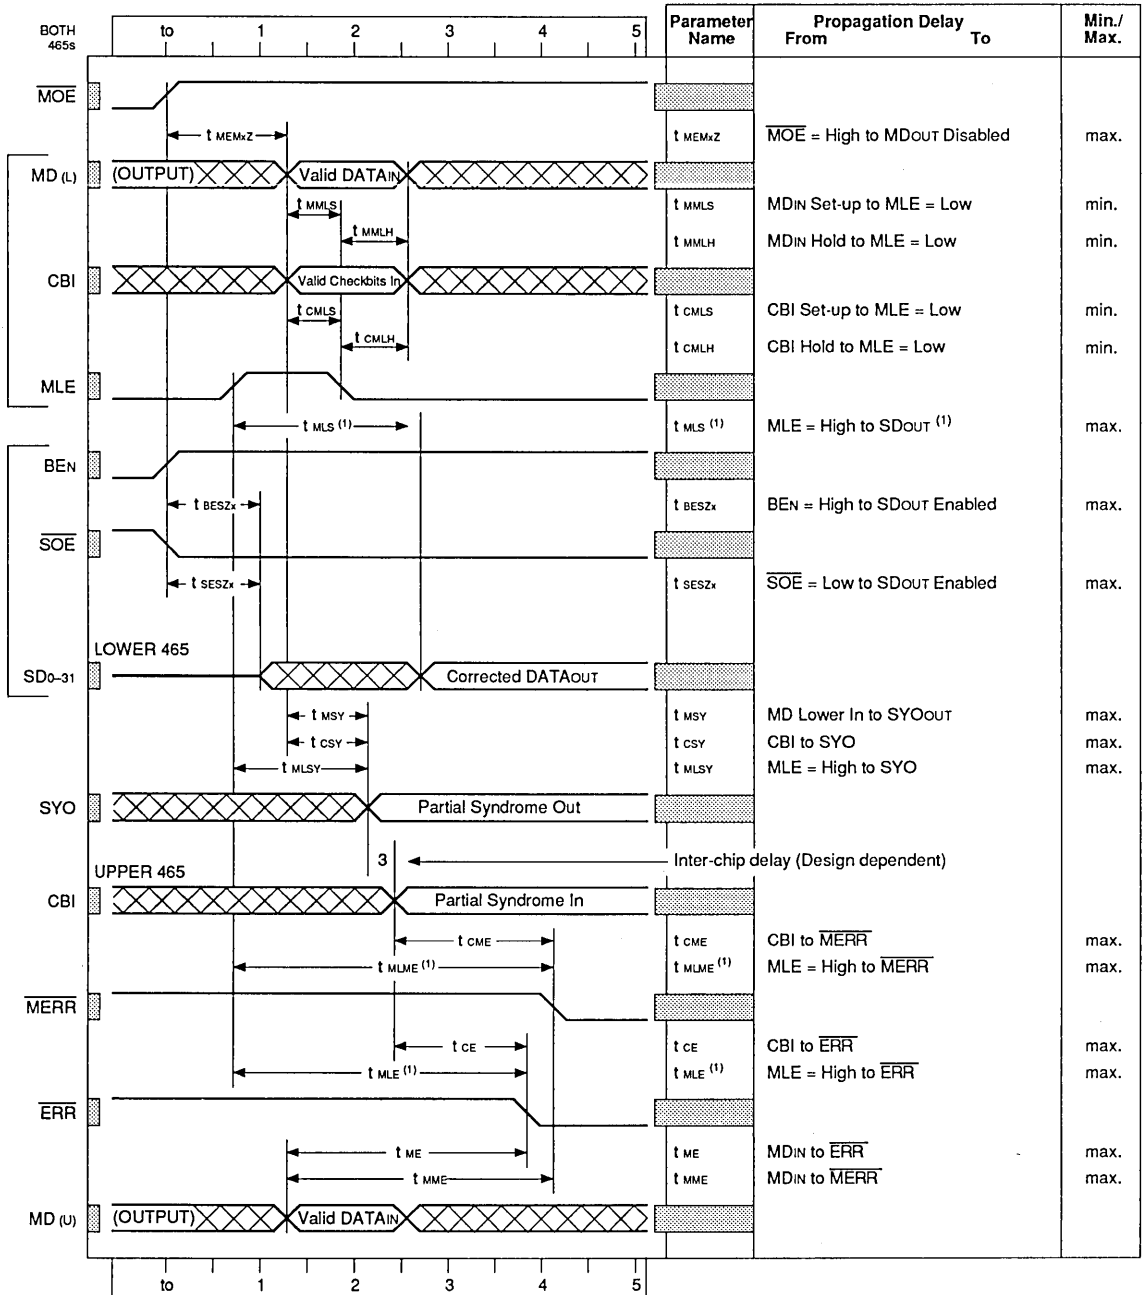 BOTH 465s to 1 2 3 4 5
Parameter Name Propagation Delay From To Min./ Max.
MOE
t MEMxZ t MEMxZ MOE = High to MDOUT Disabled max.
MD (L) (OUTPUT) Valid DATAIN
t MMLS t MMLS MDIN Set-up to MLE = Low min.
t MMLH t MMLH MDIN Hold to MLE = Low min.
CBI Valid Checkbits In
t CMLS t CMLS CBI Set-up to MLE = Low min.
t CMLH t CMLH CBI Hold to MLE = Low min.
MLE
t MLS (1) t MLS (1) MLE = High to SDOUT (1) max.
BEN
t BESZx t BESZx BEN = High to SDOUT Enabled max.
SOE
t SESZx t SESZx SOE = Low to SDOUT Enabled max.
LOWER 465
SD0–31 Corrected DATAOUT
t MSY t MSY MD Lower In to SYOOUT max.
t CSY t CSY CBI to SYO max.
t MLSY t MLSY MLE = High to SYO max.
SYO Partial Syndrome Out
3 Inter-chip delay (Design dependent)
UPPER 465
CBI Partial Syndrome In
t CME t CME CBI to MERR max.
t MLME (1) t MLME (1) MLE = High to MERR max.
MERR
t CE t CE CBI to ERR max.
t MLE (1) t MLE (1) MLE = High to ERR max.
ERR
t ME t ME MDIN to ERR max.
t MME t MME MDIN to MERR max.
MD (U) (OUTPUT) Valid DATAIN
to 1 2 3 4 5